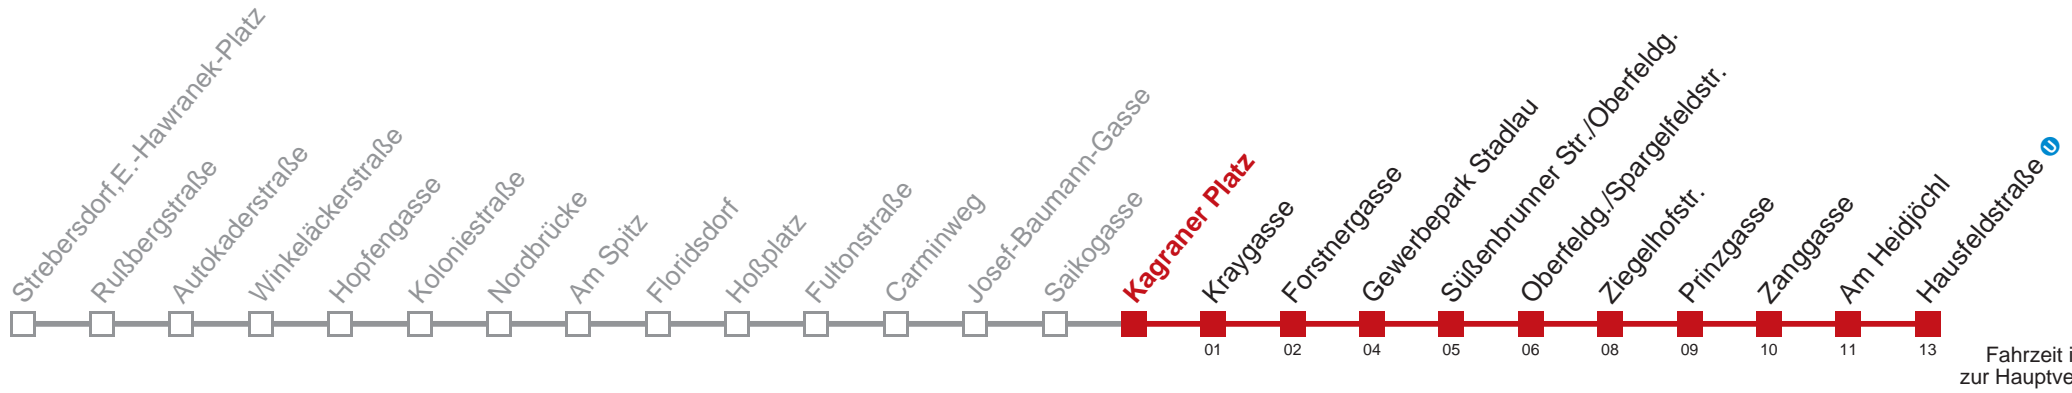 Strebersdorf,E.-Hawranek-Platz
Rußbergstraße
Autokaderstraße
Winkeläckerstraße
Hopfengasse
Koloniestraße
Nordbrücke
Am Spitz
Floridsdorf
Hoßplatz
Fultonstraße
Carminweg
Josef-Baumann-Gasse
Saikogasse
Kagraner Platz
Kraygasse
Forstnergasse
Gewerbepark Stadlau
Süßenbrunner Str./Oberfeldg.
Oberfeldg./Spargelfeldstr.
Ziegelhofstr.
Prinzgasse
Zanggasse
Am Heidjöchl
Hausfeldstraße U
01 02 04 05 06 08 09 10 11 13
Fahrzeit i
zur Hauptve